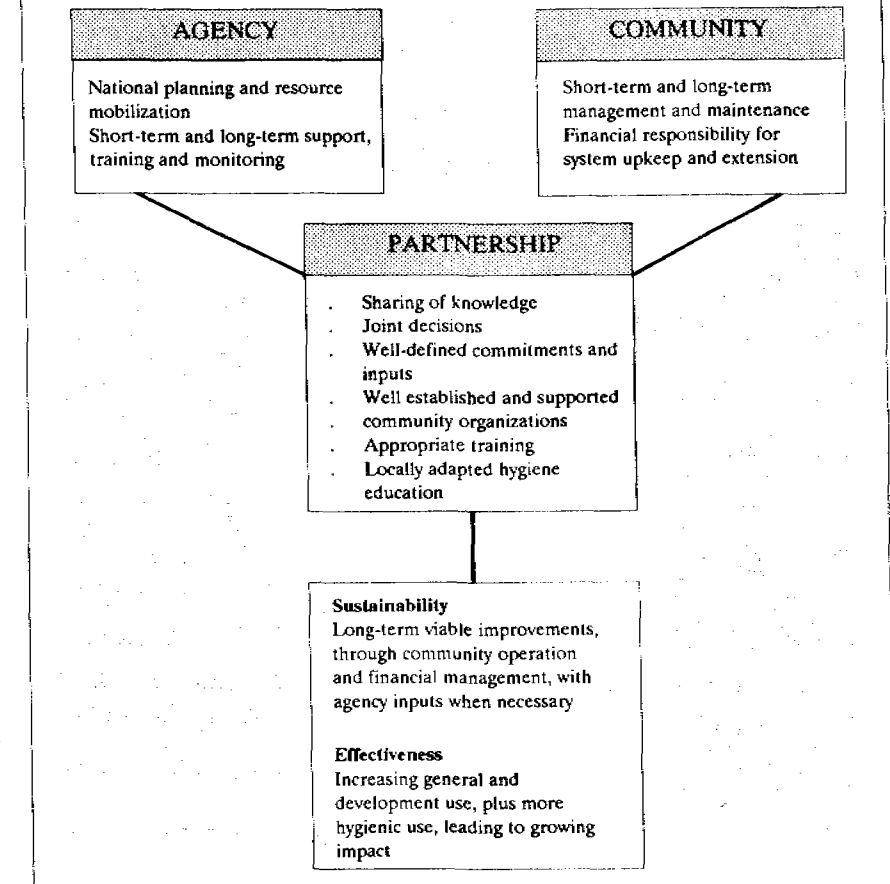 AGENCY
National planning and resource
mobilization
Short-term and long-term support,
training and monitoring
COMMUNITY
Short-term and long-term
management and maintenance
Financial responsibility for
system upkeep and extension
PARTNERSHIP
. Sharing of knowledge
. Joint decisions
. Well-defined commitments and
inputs
. Well established and supported
. community organizations
. Appropriate training
. Locally adapted hygiene
education
Sustainability
Long-term viable improvements,
through community operation
and financial management, with
agency inputs when necessary
Effectiveness
Increasing general and
development use, plus more
hygienic use, leading to growing
impact